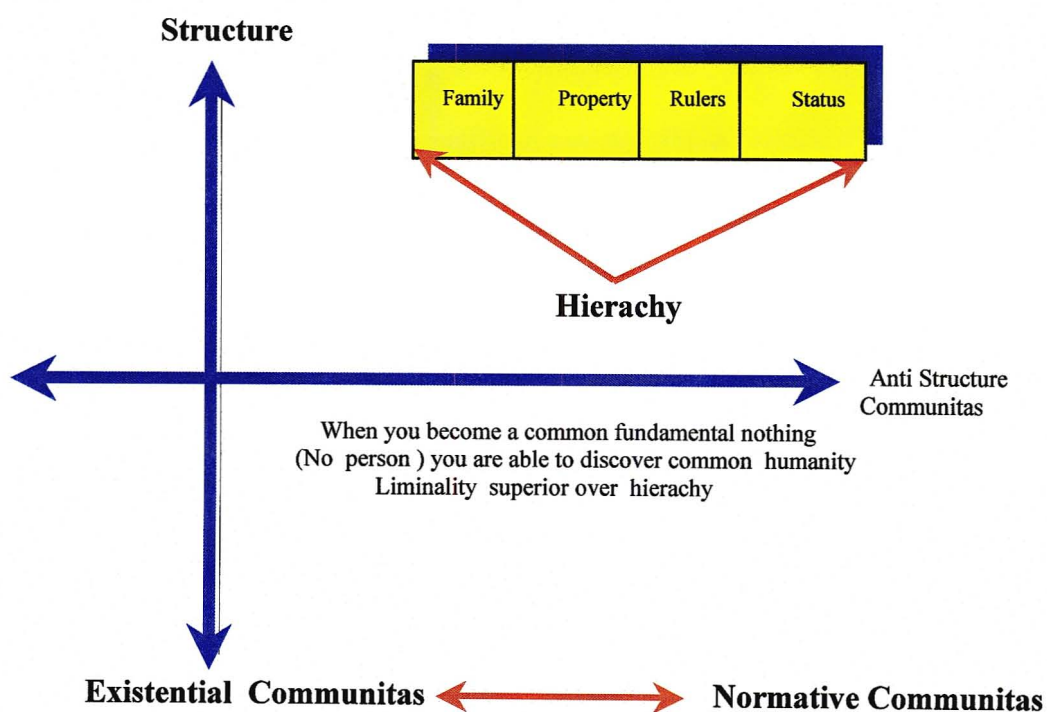 Structure
Family Property Rulers Status
Hierachy
Anti Structure
Communitas
When you become a common fundamental nothing
(No person ) you are able to discover common humanity
Liminality superior over hierachy
Existential Communitas
Normative Communitas